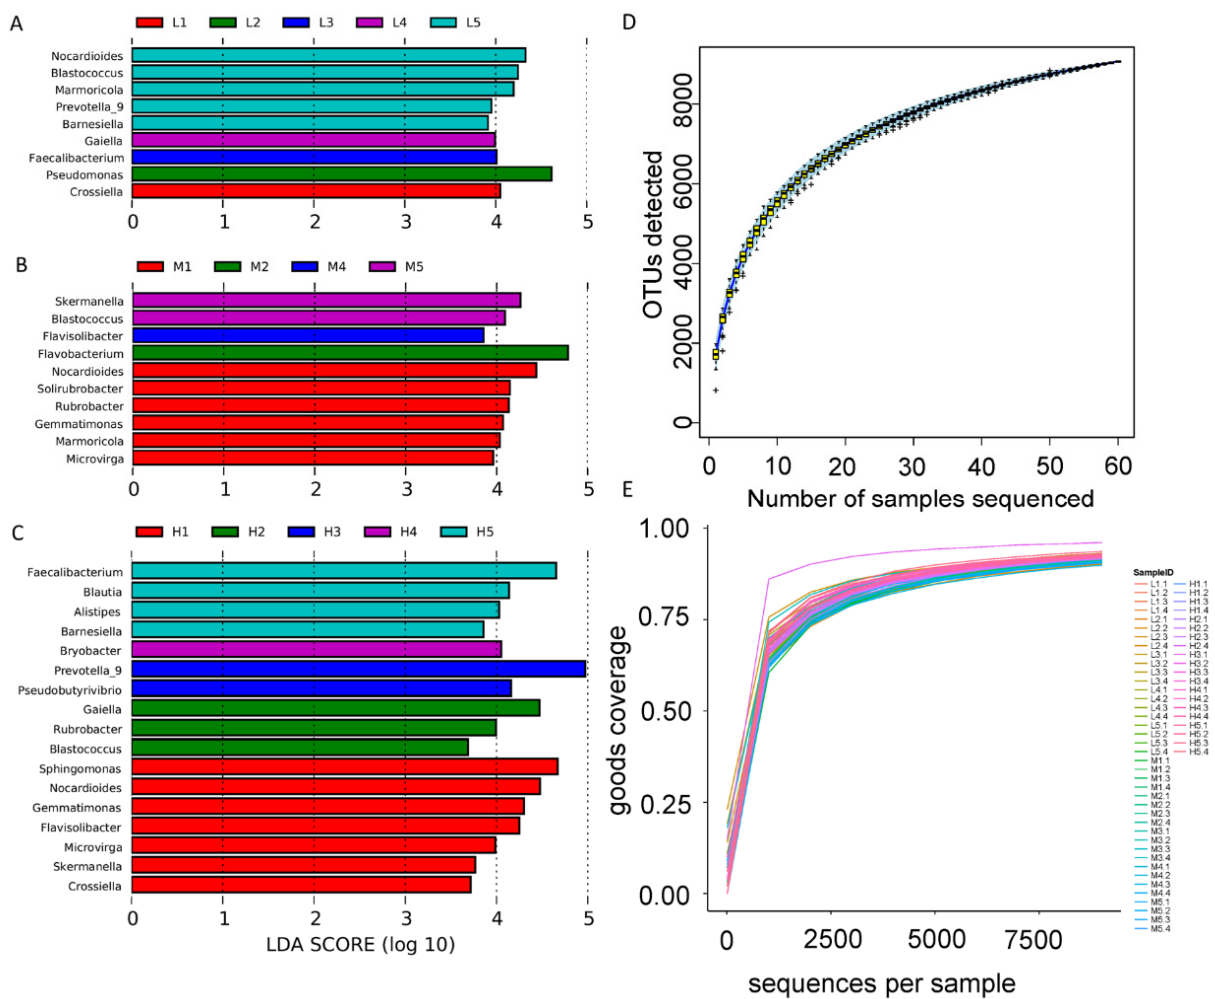 A
L1 L2 L3 L4 L5
Nocardioides
Blastococcus
Marmoricola
Prevotella_9
Barnesiella
Gaiella
Faecalibacterium
Pseudomonas
Crossiella
0 1 2 3 4 5
B
M1 M2 M4 M5
Skermanella
Blastococcus
Flavisolibacter
Flavobacterium
Nocardioides
Solirubrobacter
Rubrobacter
Gemmatimonas
Marmoricola
Microvirga
0 1 2 3 4 5
C
H1 H2 H3 H4 H5
Faecalibacterium
Blautia
Alistipes
Barnesiella
Bryobacter
Prevotella_9
Pseudobutyrivibrio
Gaiella
Rubrobacter
Blastococcus
Sphingomonas
Nocardioides
Gemmatimonas
Flavisolibacter
Microvirga
Skermanella
Crossiella
0 1 2 3 4 5
LDA SCORE (log 10)
D
OTUs detected
8000
6000
4000
2000
0
0 10 20 30 40 50 60
Number of samples sequenced
E
goods coverage
1.00
0.75
0.50
0.25
0.00
0 2500 5000 7500
sequences per sample
SampleID
L1.1 H1.1
L1.2 H1.2
L1.3 H1.3
L1.4 H1.4
L2.1 H2.1
L2.2 H2.2
L2.3 H2.3
L2.4 H2.4
L3.1 H3.1
L3.2 H3.2
L3.3 H3.3
L3.4 H3.4
L4.1 H4.1
L4.2 H4.2
L4.3 H4.3
L4.4 H4.4
L5.1 H5.1
L5.2 H5.2
L5.3 H5.3
L5.4 H5.4
M1.1
M1.2
M1.3
M1.4
M2.1
M2.2
M2.3
M2.4
M3.1
M3.2
M3.3
M3.4
M4.1
M4.2
M4.3
M4.4
M5.1
M5.2
M5.3
M5.4